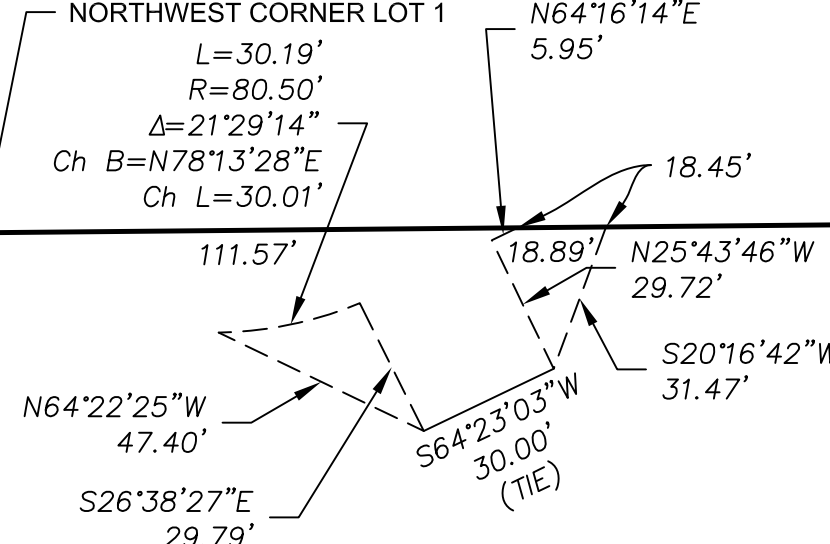 NORTHWEST CORNER LOT 1
L=30.19'
R=80.50'
Δ=21°29'14"
Ch B=N78°13'28"E
Ch L=30.01'
N64°16'14"E
5.95'
18.45'
111.57'
18.89'
N25°43'46"W
29.72'
S20°16'42"W
31.47'
N64°22'25"W
47.40'
S64°23'03"W
30.00'
(TIE)
S26°38'27"E
29.79'